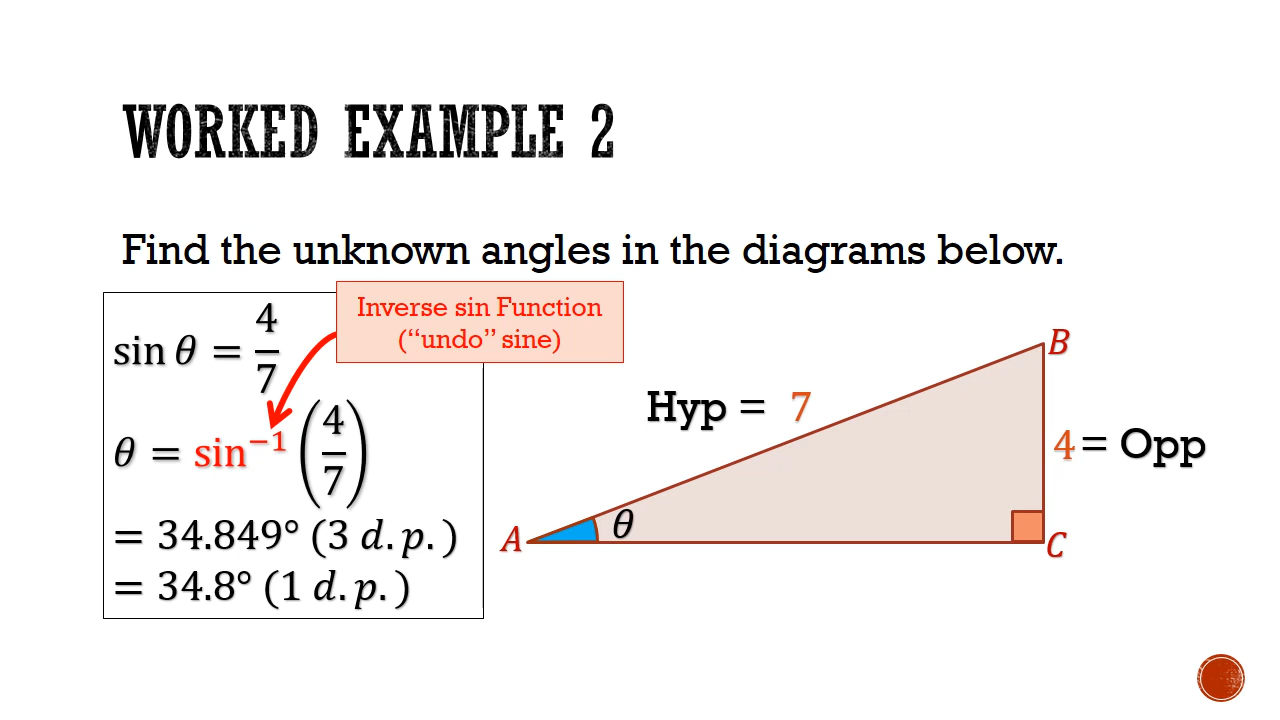 WORKED EXAMPLE 2
Find the unknown angles in the diagrams below.
Inverse sin Function
(“undo” sine)
sin θ = 4/7
θ = sin⁻¹ (4/7)
= 34.849° (3 d.p.)
= 34.8° (1 d.p.)
B
Hyp = 7
4 = Opp
A
θ
C